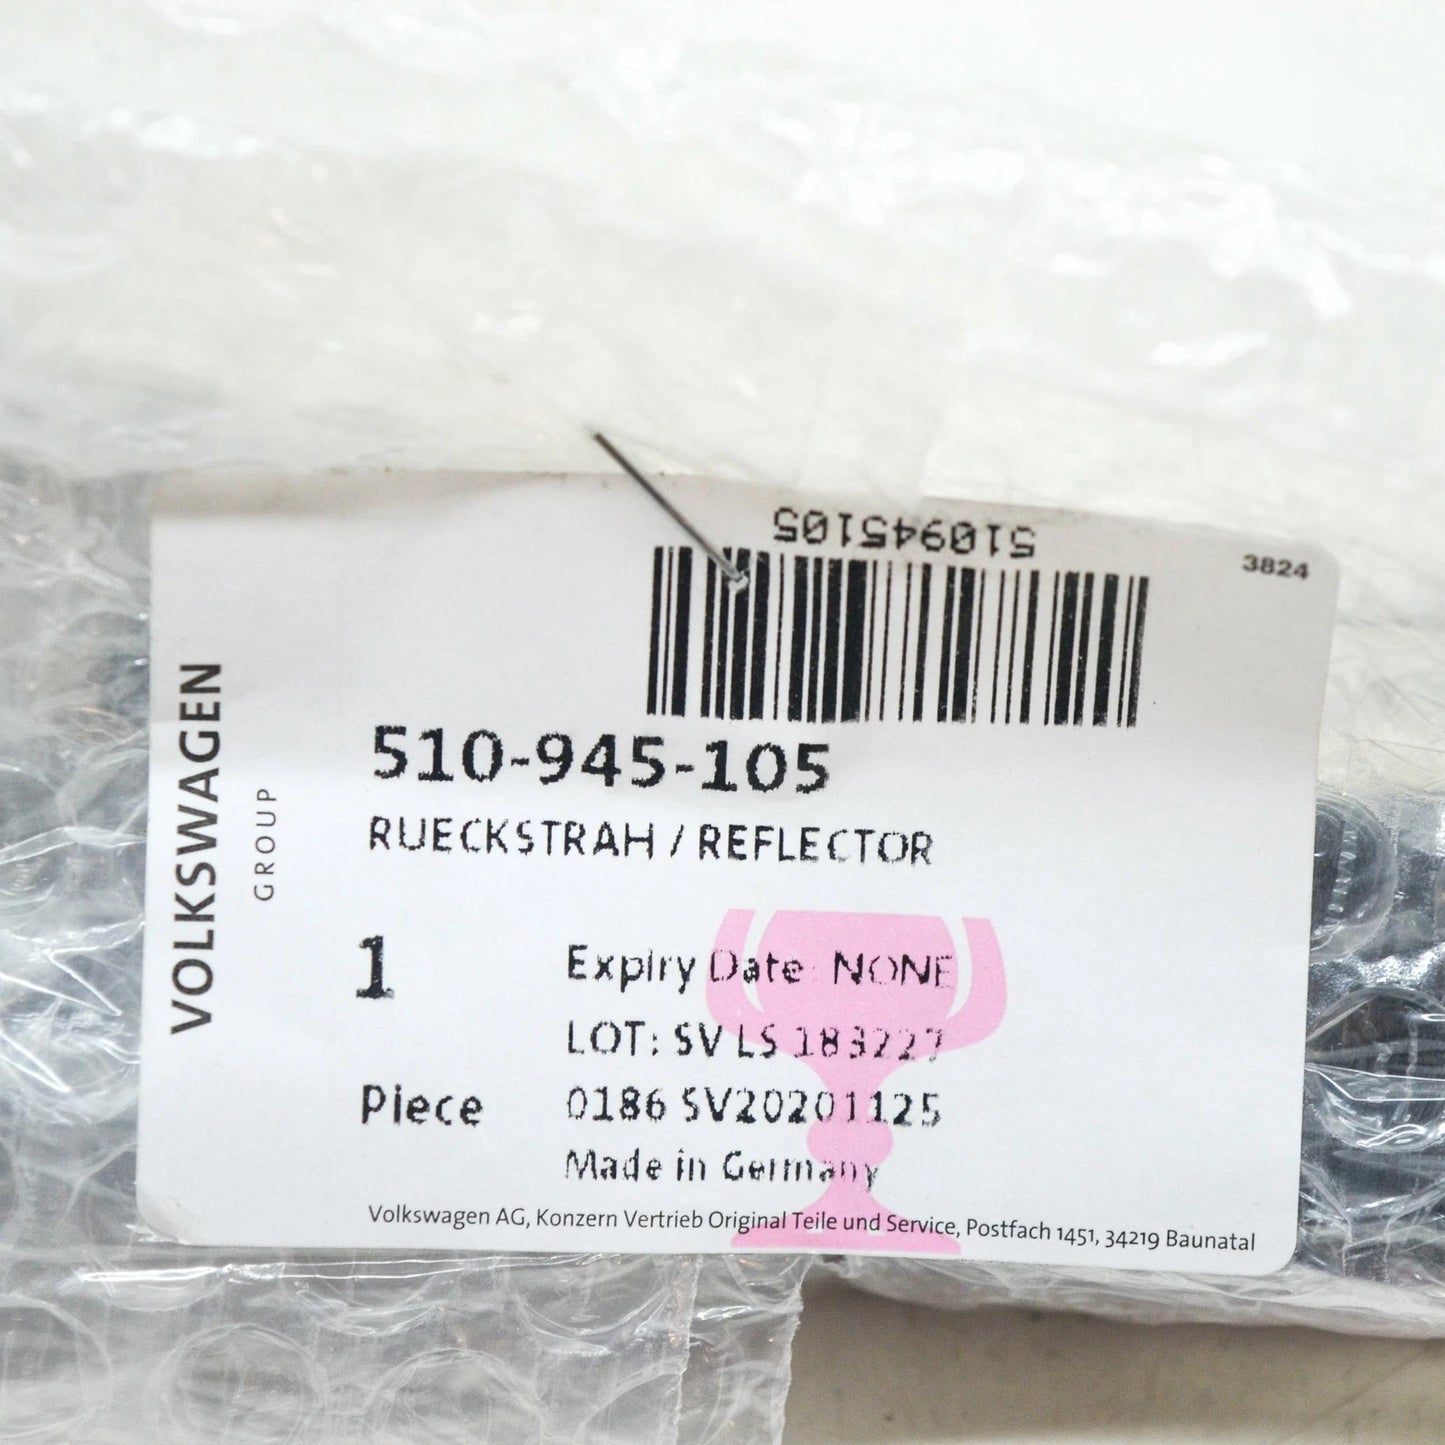 510945105
3824
VOLKSWAGEN
GROUP
510-945-105
RUECKSTRAH / REFLECTOR
1
Expiry Date: NONE
LOT: SV LS 183227
Piece
0186 SV20201125
Made in Germany
Volkswagen AG, Konzern Vertrieb Original Teile und Service, Postfach 1451, 34219 Baunatal